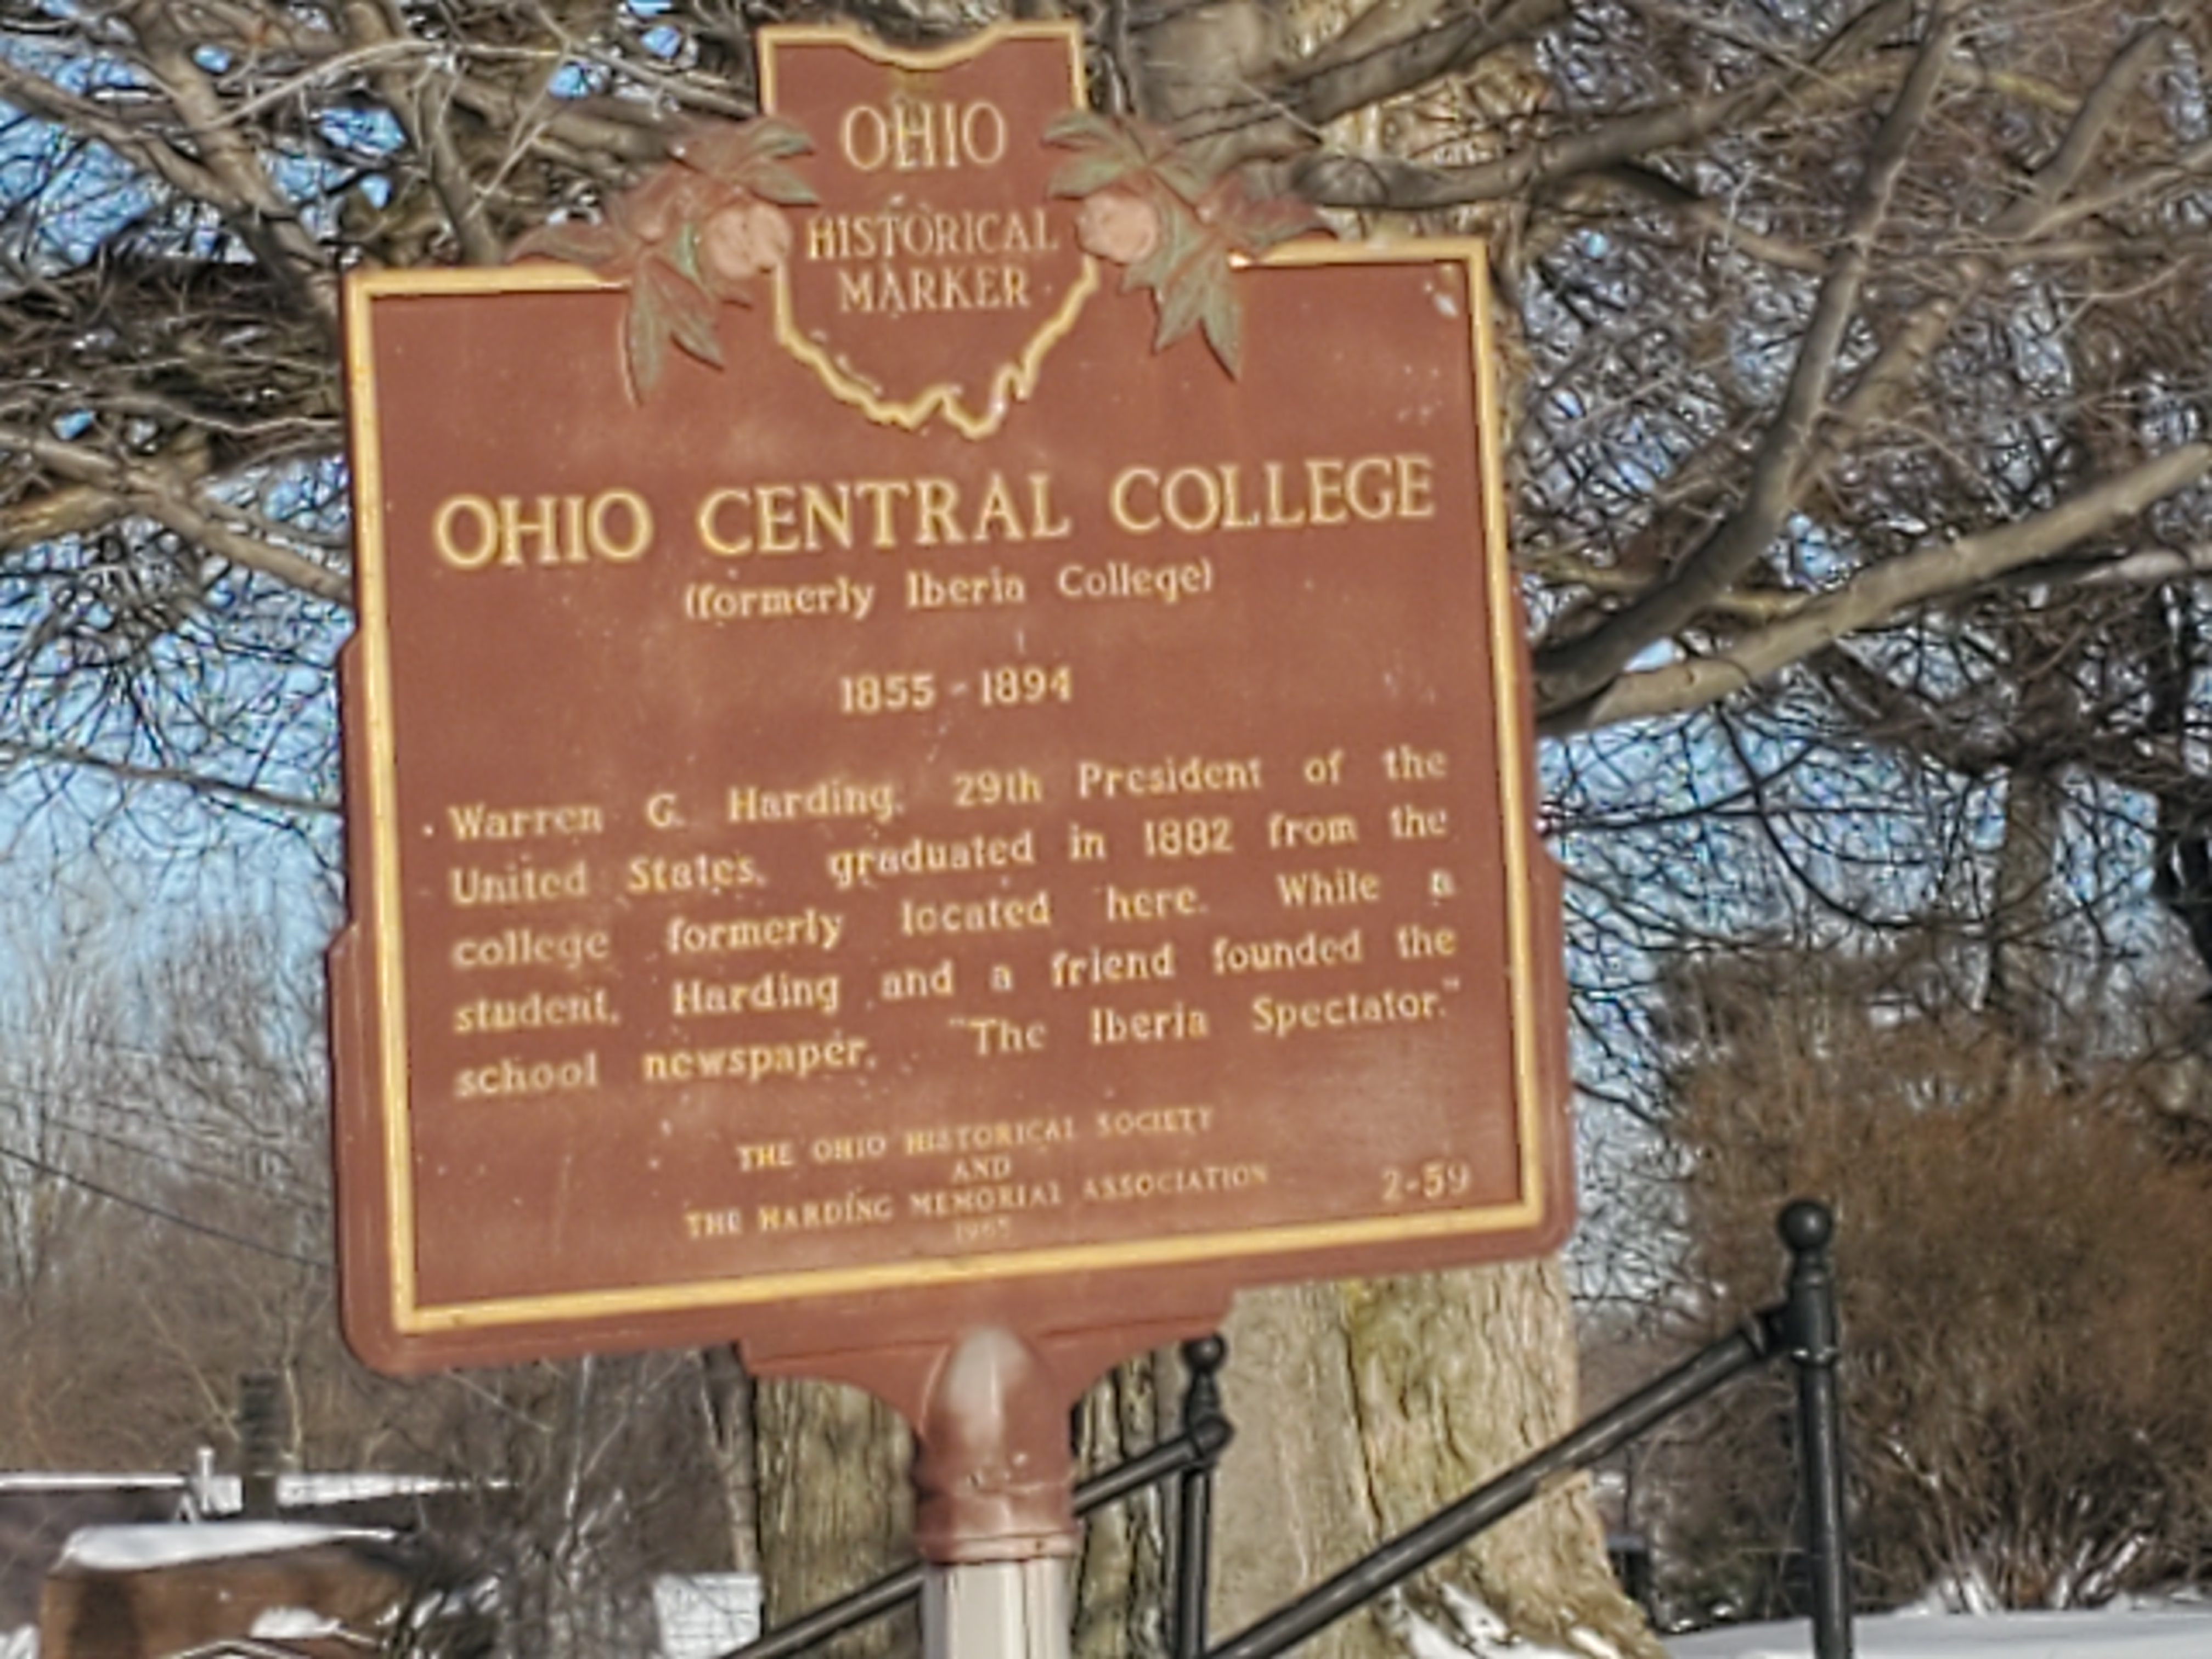 OHIO
HISTORICAL
MARKER
OHIO CENTRAL COLLEGE
(formerly Iberia College)
1855 - 1894
Warren G. Harding, 29th President of the
United States, graduated in 1882 from the
college formerly located here. While a
student, Harding and a friend founded the
school newspaper, "The Iberia Spectator."
THE OHIO HISTORICAL SOCIETY
AND
THE HARDING MEMORIAL ASSOCIATION
2-59